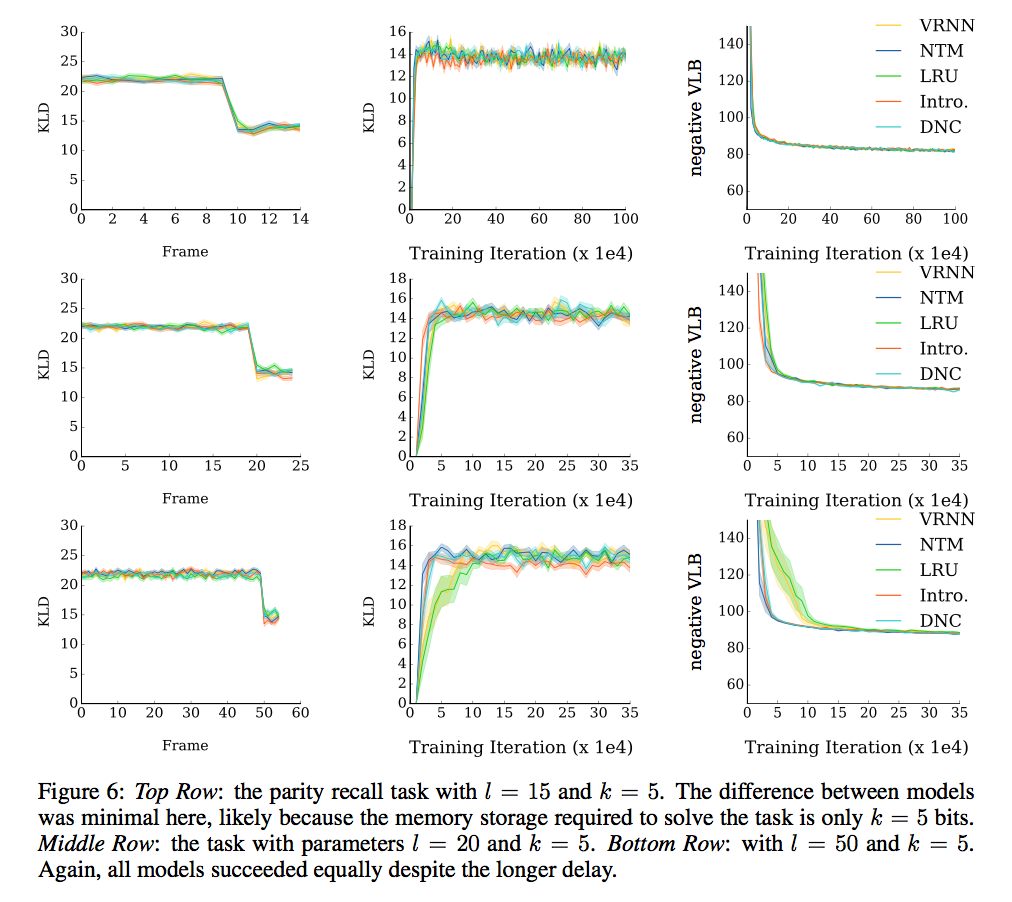 30
25
20
15
10
5
0
KLD
0 2 4 6 8 10 12 14
Frame
16
14
12
10
8
6
4
2
0
KLD
0 20 40 60 80 100
Training Iteration (x 1e4)
140
120
100
80
60
negative VLB
0 20 40 60 80 100
Training Iteration (x 1e4)
VRNN
NTM
LRU
Intro.
DNC
30
25
20
15
10
5
0
KLD
0 5 10 15 20 25
Frame
18
16
14
12
10
8
6
4
2
0
KLD
0 5 10 15 20 25 30 35
Training Iteration (x 1e4)
140
120
100
80
60
negative VLB
0 5 10 15 20 25 30 35
Training Iteration (x 1e4)
VRNN
NTM
LRU
Intro.
DNC
30
25
20
15
10
5
0
KLD
0 10 20 30 40 50 60
Frame
18
16
14
12
10
8
6
4
2
0
KLD
0 5 10 15 20 25 30 35
Training Iteration (x 1e4)
140
120
100
80
60
negative VLB
0 5 10 15 20 25 30 35
Training Iteration (x 1e4)
VRNN
NTM
LRU
Intro.
DNC
Figure 6: Top Row: the parity recall task with l = 15 and k = 5. The difference between models
was minimal here, likely because the memory storage required to solve the task is only k = 5 bits.
Middle Row: the task with parameters l = 20 and k = 5. Bottom Row: with l = 50 and k = 5.
Again, all models succeeded equally despite the longer delay.